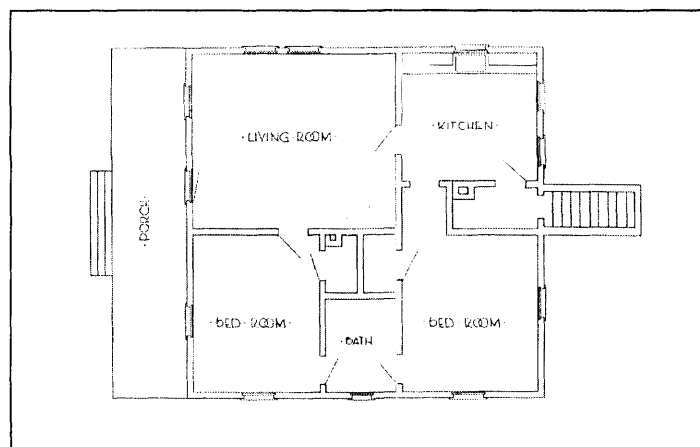 ·LIVING·ROOM·
·KITCHEN·
·PORCH·
·BED·ROOM·
·BATH·
·BED·ROOM·